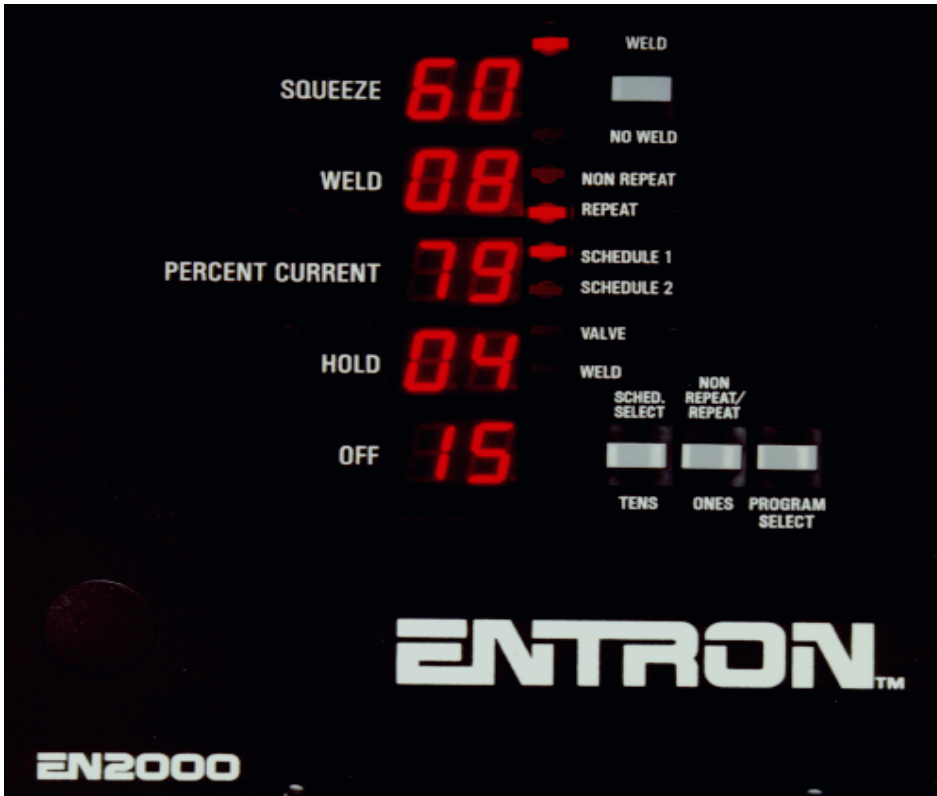 WELD
SQUEEZE 60
NO WELD
WELD 08
NON REPEAT
REPEAT
PERCENT CURRENT 79
SCHEDULE 1
SCHEDULE 2
VALVE
HOLD 04
WELD
SCHED. SELECT
NON REPEAT/ REPEAT
OFF 15
TENS
ONES
PROGRAM SELECT
ENTRON™
EN2000